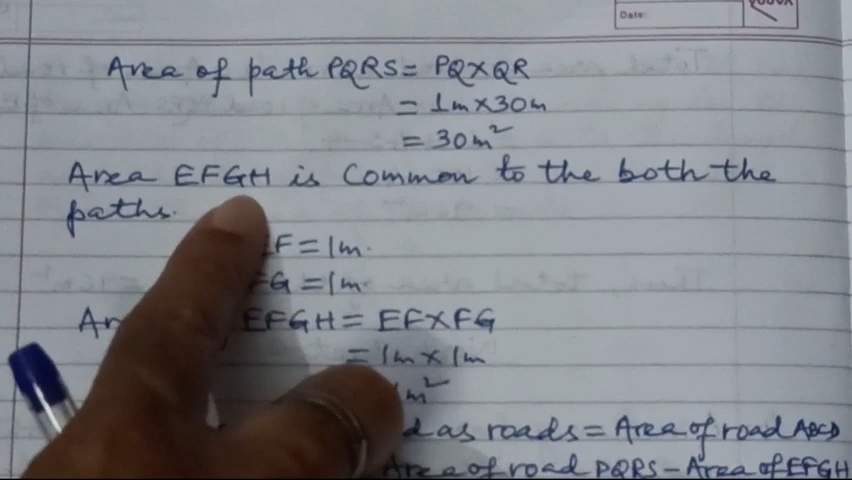 Date:
Area of path PQRS = PQ×QR
= 1m×30m
= 30m²
Area EFGH is Common to the both the
paths.
F = 1m.
FG = 1m.
EFGH = EF×FG
= 1m × 1m
m²
as roads = Area of road ABCD
Area of road PQRS - Area of EFGH